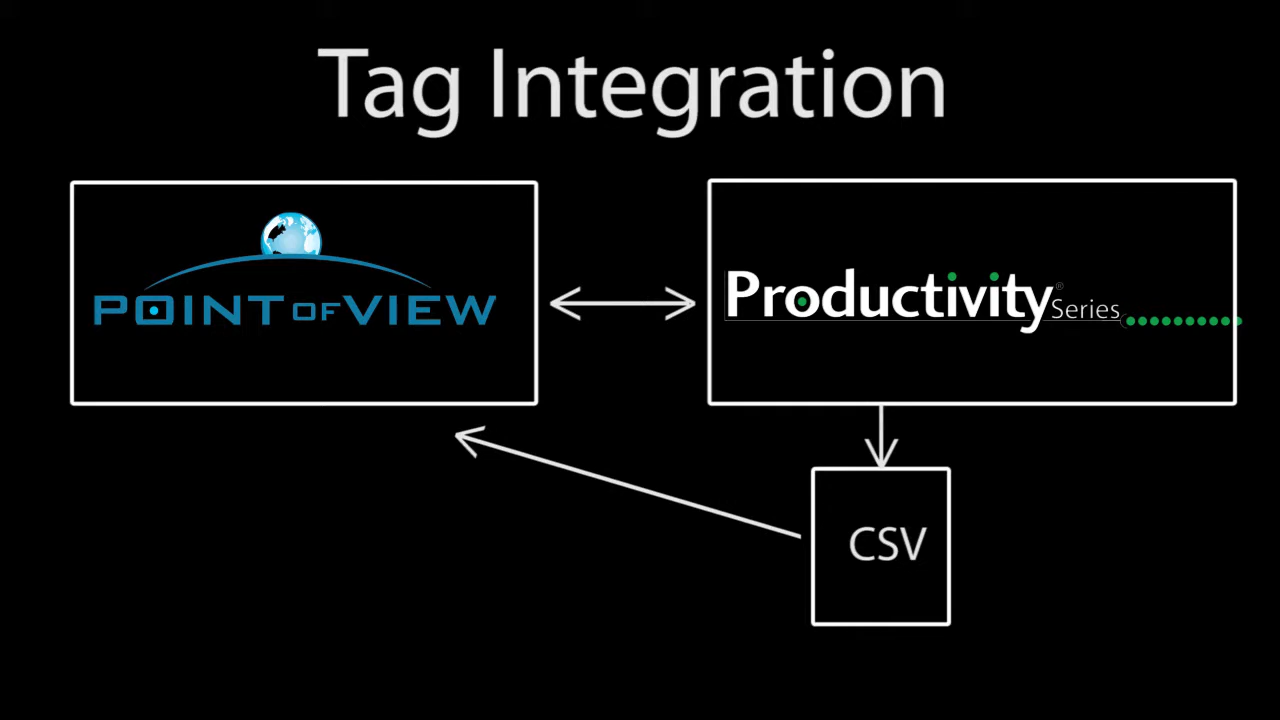 Tag Integration
POINT OF VIEW
Productivity Series®
CSV